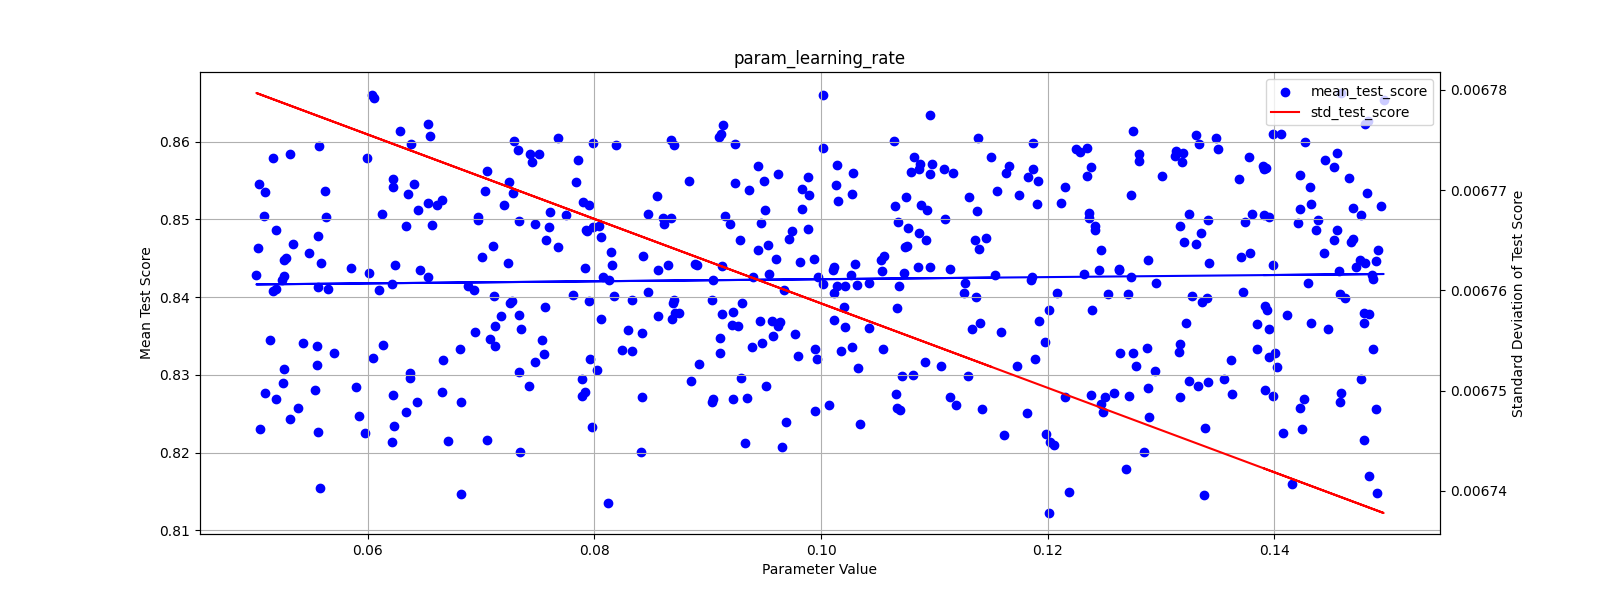 param_learning_rate
mean_test_score
std_test_score
Mean Test Score
0.86
0.85
0.84
0.83
0.82
0.81
0.06
0.08
0.10
0.12
0.14
Parameter Value
0.00678
0.00677
0.00676
0.00675
0.00674
Standard Deviation of Test Score